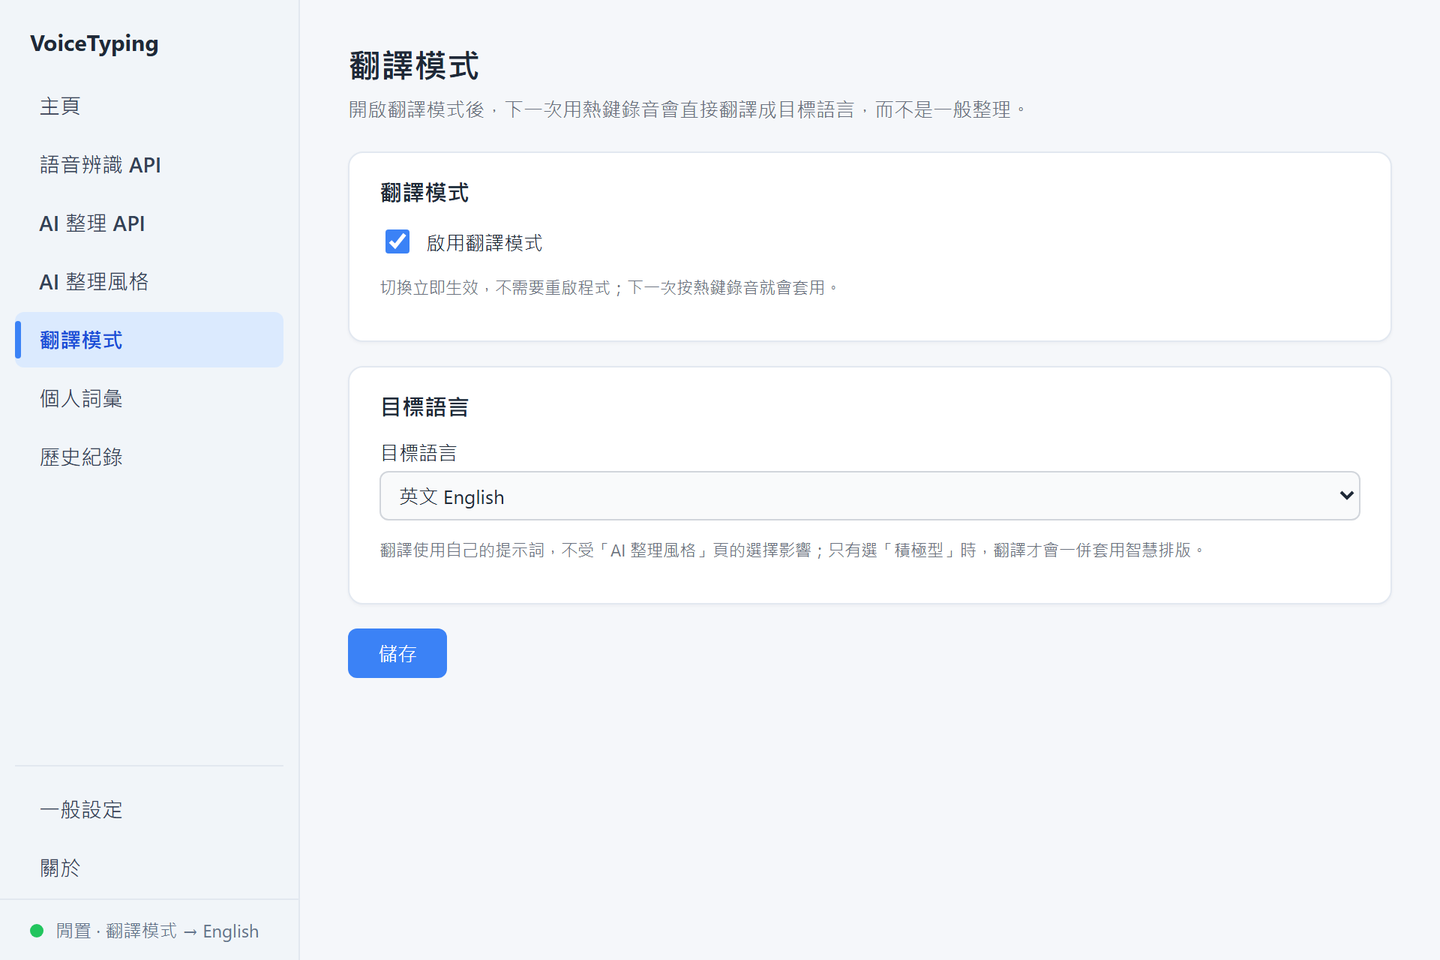 VoiceTyping
主頁
語音辨識 API
AI 整理 API
AI 整理風格
翻譯模式
個人詞彙
歷史紀錄
一般設定
關於
閒置 · 翻譯模式 → English
翻譯模式
開啟翻譯模式後，下一次用熱鍵錄音會直接翻譯成目標語言，而不是一般整理。
翻譯模式
啟用翻譯模式
切換立即生效，不需要重啟程式；下一次按熱鍵錄音就會套用。
目標語言
目標語言
英文 English
翻譯使用自己的提示詞，不受「AI 整理風格」頁的選擇影響；只有選「積極型」時，翻譯才會一併套用智慧排版。
儲存